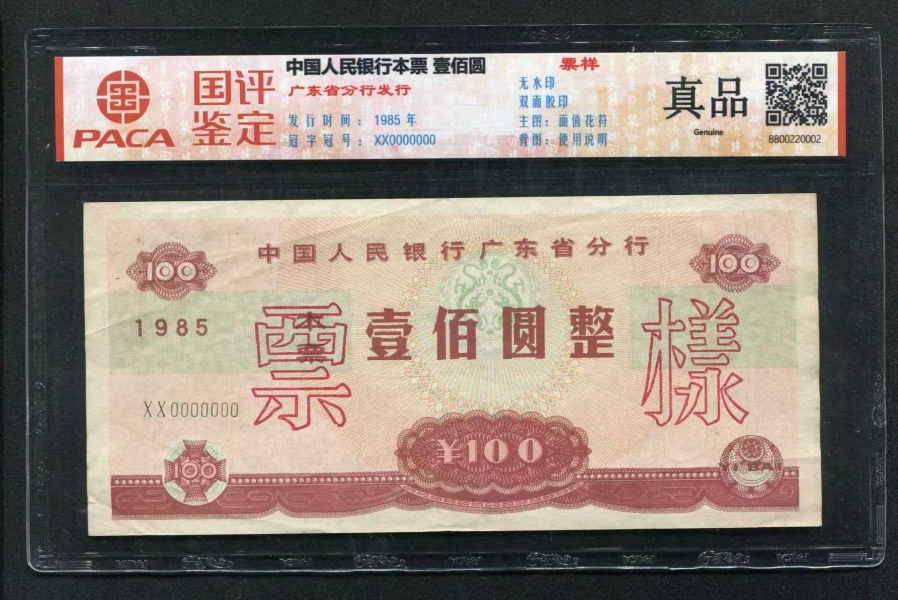 PACA
国评
鉴定
中国人民银行本票 壹佰圆
广东省分行发行
发行时间: 1985 年
冠字冠号: XX0000000
票样
无水印
双面胶印
主图: 面值花符
背图: 使用说明
真品
Genuine
8800220002
中国人民银行广东省分行
100
100
1985
本票
壹佰圆整
票樣
XX0000000
100
¥100
YI BAI